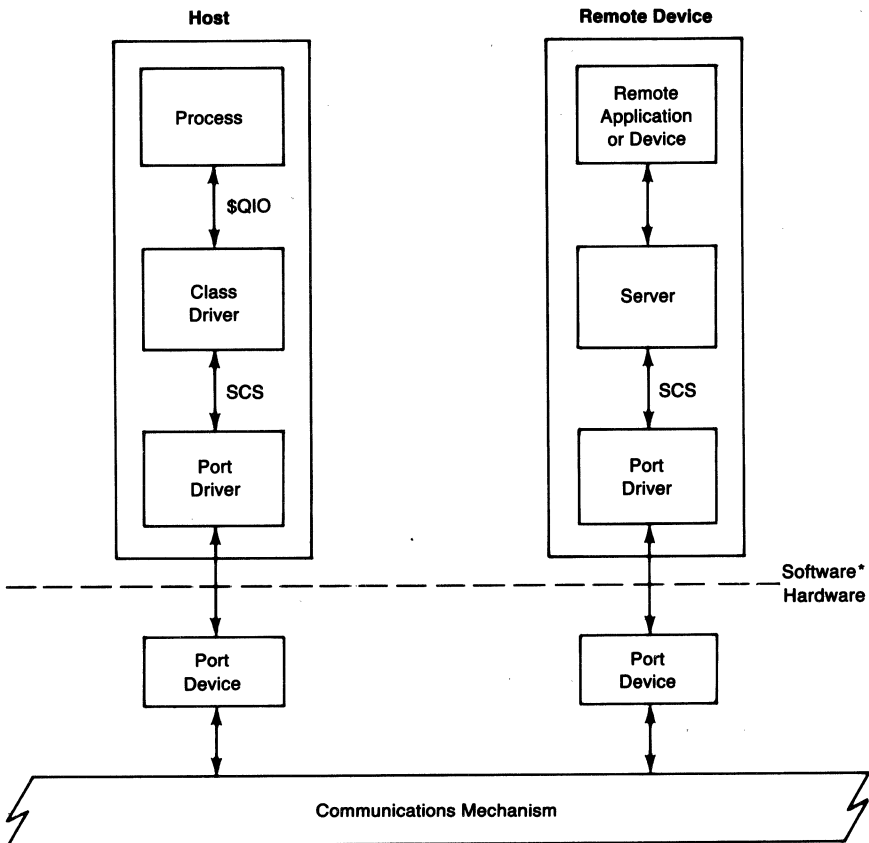 Host
Remote Device
Process
Remote
Application
or Device
$QIO
Class
Driver
Server
SCS
SCS
Port
Driver
Port
Driver
Software*
Hardware
Port
Device
Port
Device
Communications Mechanism